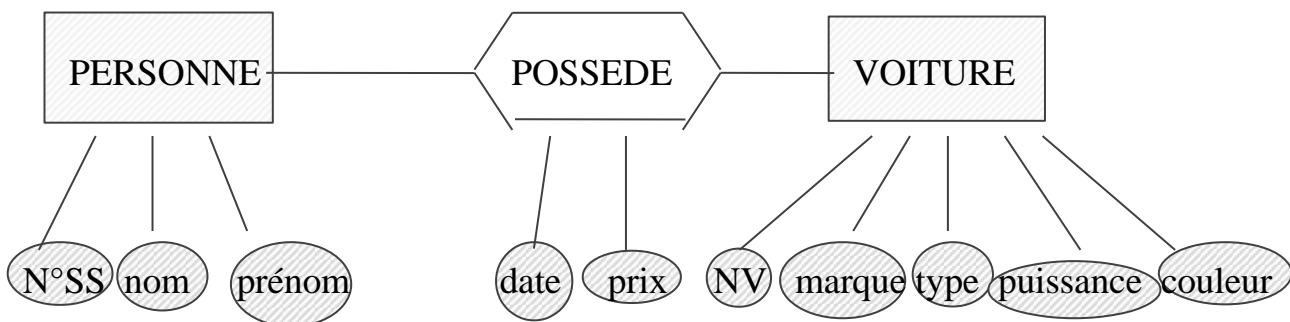 PERSONNE POSSEDE VOITURE
N°SS nom prénom date prix NV marque type puissance couleur